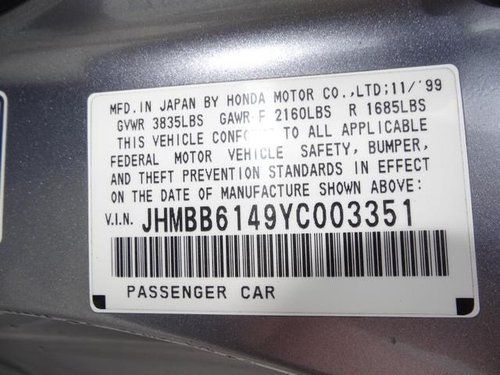 MFD. IN JAPAN BY HONDA MOTOR CO., LTD; 11/'99
GVWR 3835LBS GAWR F 2160LBS R 1685LBS
THIS VEHICLE TO ALL APPLICABLE
FEDERAL MOTOR VEHICLE SAFETY, BUMPER,
AND THEFT PREVENTION STANDARDS IN EFFECT
ON THE DATE OF MANUFACTURE SHOWN ABOVE:
V.I.N. JHMBB6149YC003351
PASSENGER CAR